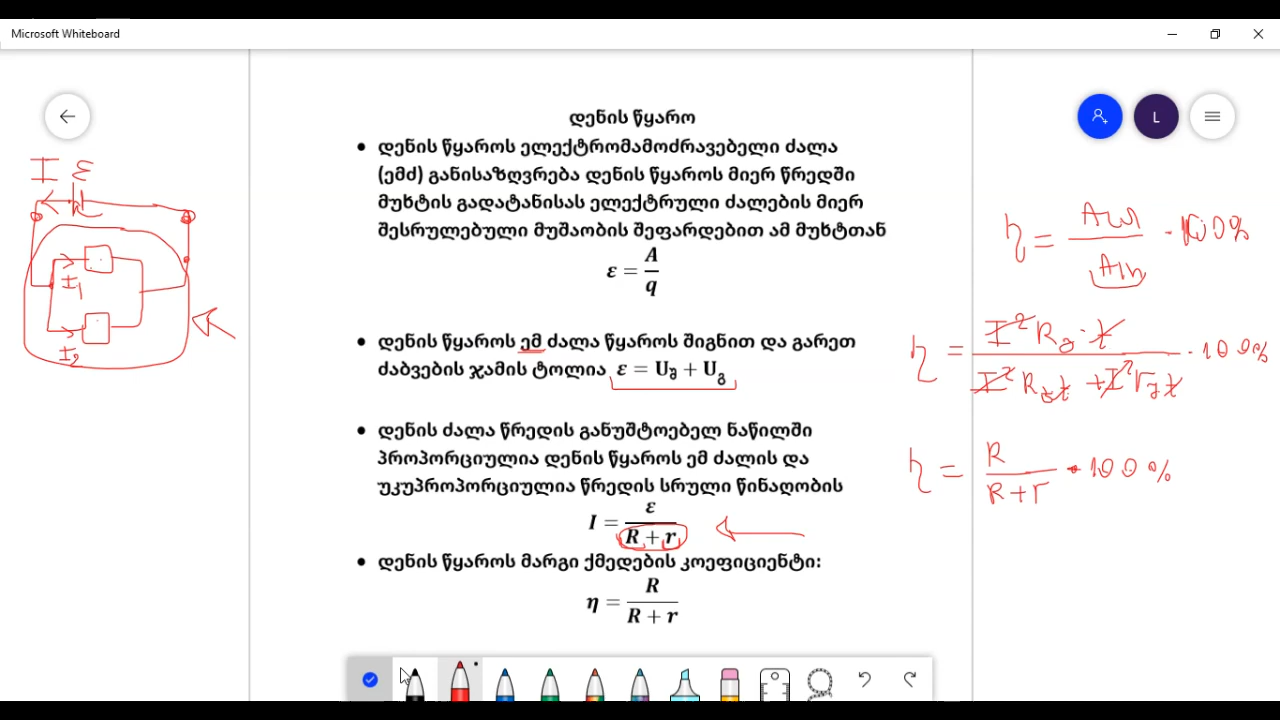 Microsoft Whiteboard
L
დენის წყარო
• დენის წყაროს ელექტრომამოძრავებელი ძალა
(ემძ) განისაზღვრება დენის წყაროს მიერ წრედში
მუხტის გადატანისას ელექტრული ძალების მიერ
შესრულებული მუშაობის შეფარდებით ამ მუხტთან
ε = A/q
• დენის წყაროს ემ ძალა წყაროს შიგნით და გარეთ
ძაბვების ჯამის ტოლია ε = Uშ + Uგ
• დენის ძალა წრედის განუშტოებელ ნაწილში
პროპორციულია დენის წყაროს ემ ძალის და
უკუპროპორციულია წრედის სრული წინაღობის
I = ε/(R + r)
• დენის წყაროს მარგი ქმედების კოეფიციენტი:
η = R/(R + r)
I ε
I₁
I₂
η = R/(R+r) · 100%